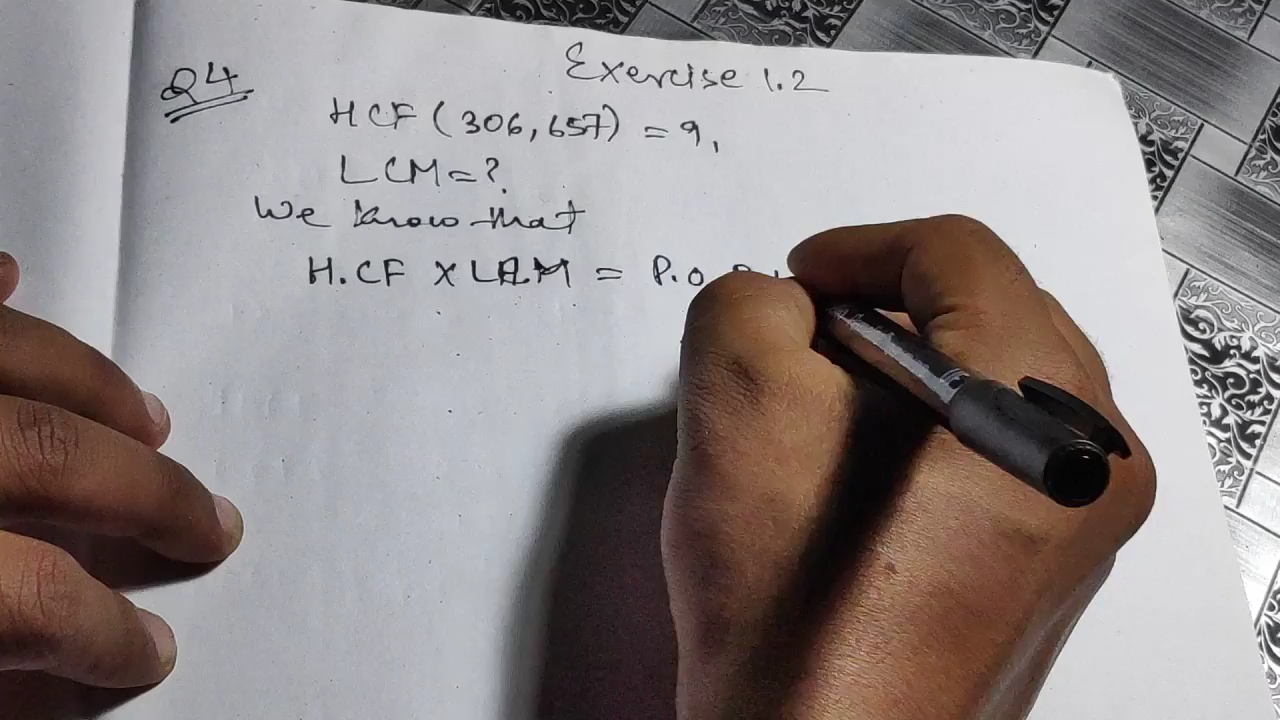 Exercise 1.2
Q4
HCF (306, 657) = 9,
LCM = ?
We know that
H.CF X LCM = P.O